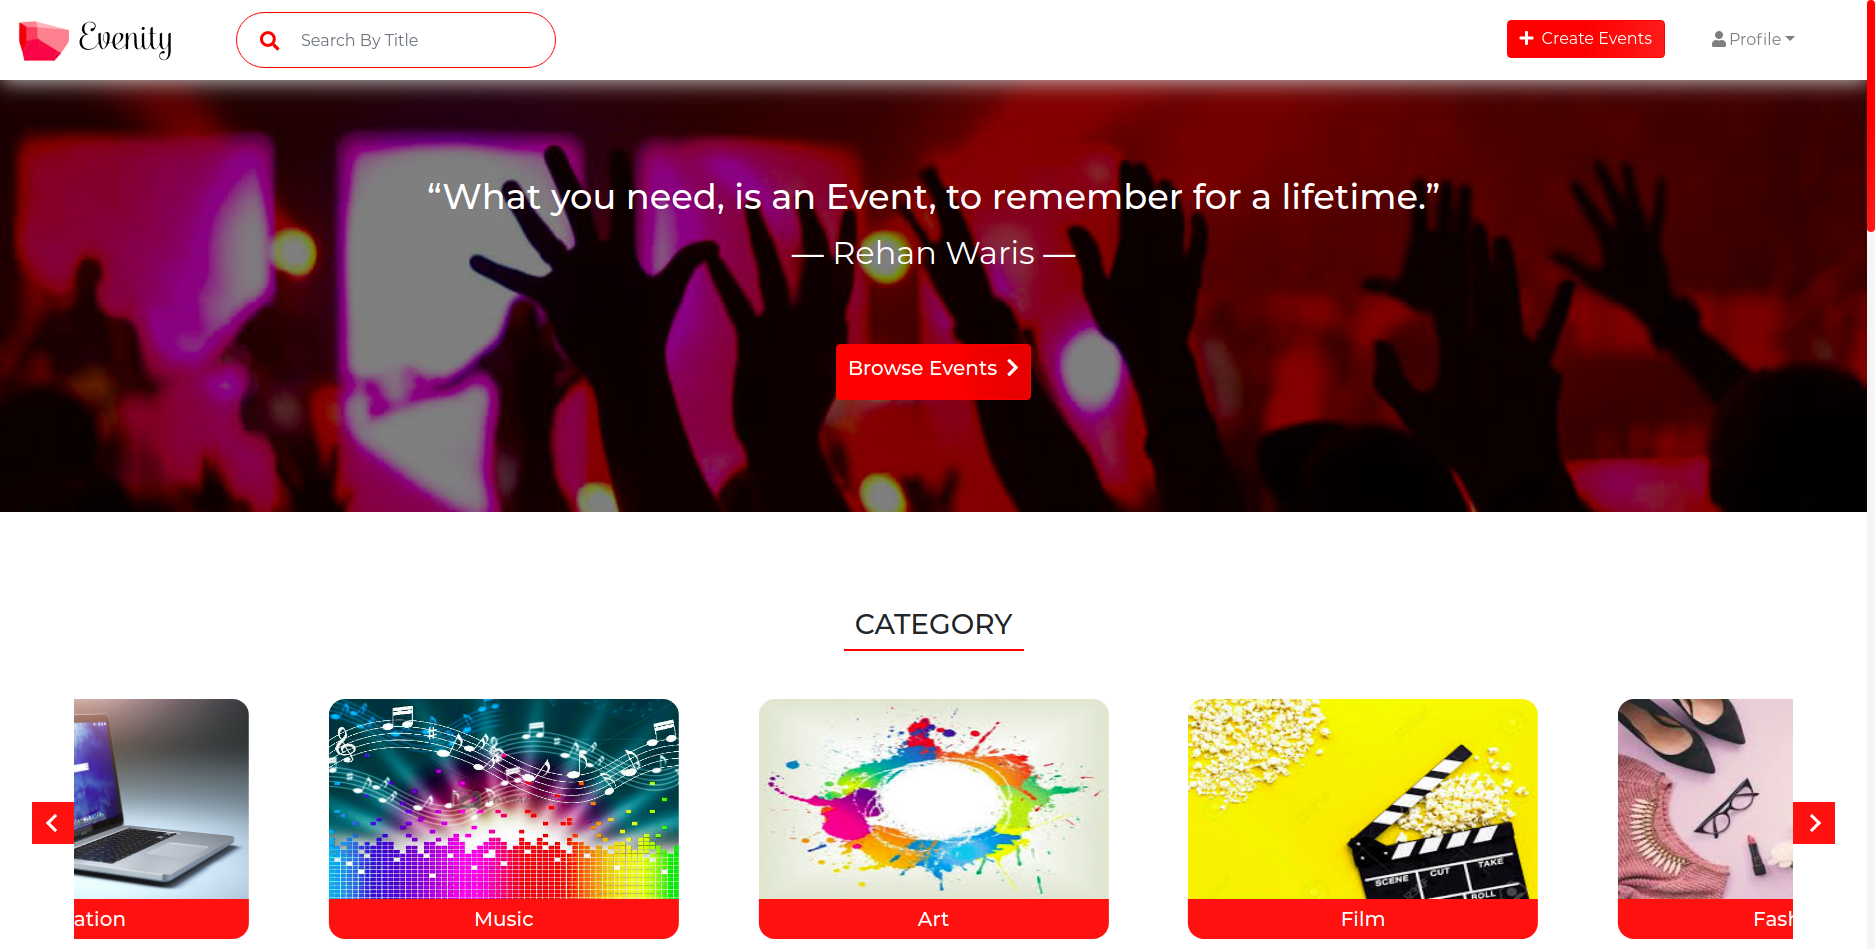 Evenity
Search By Title
Create Events
Profile
“What you need, is an Event, to remember for a lifetime.”
— Rehan Waris —
Browse Events
CATEGORY
SCENE CUT TAKE
ROLL
ation
Music
Art
Film
Fash